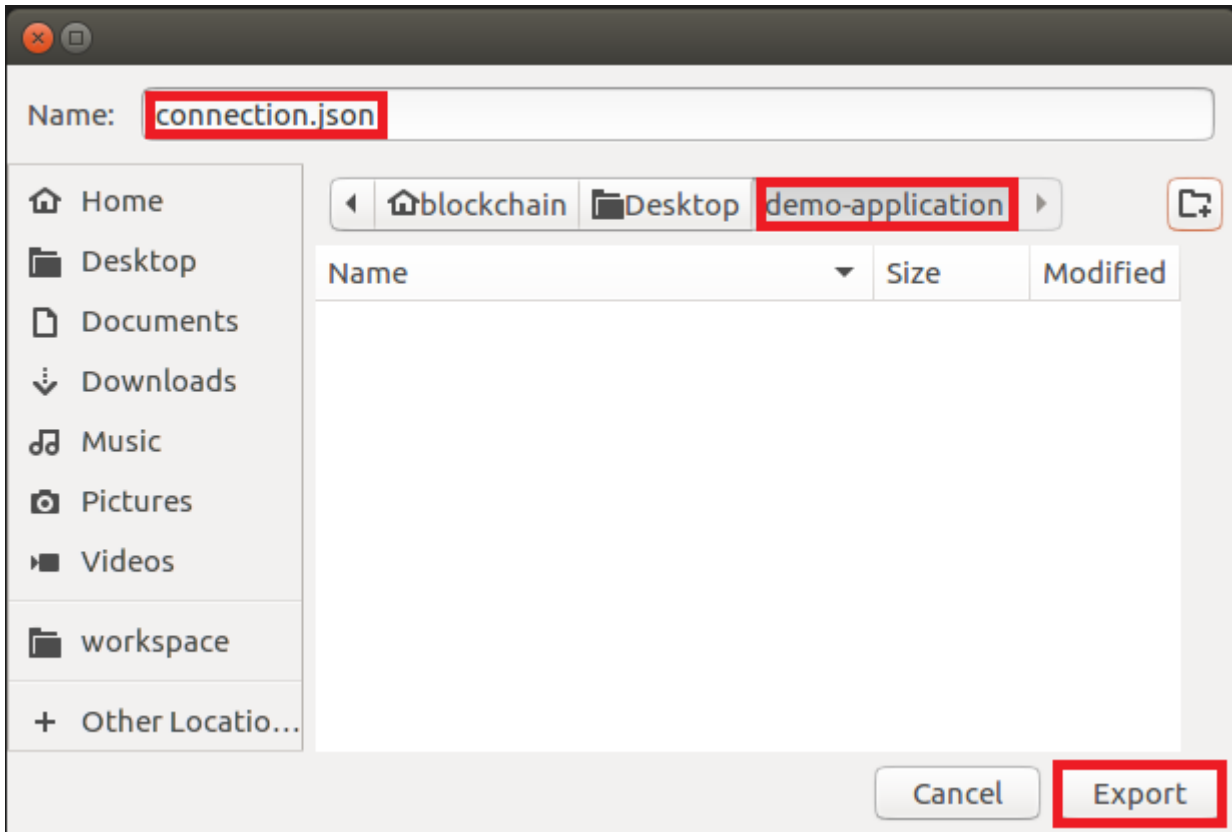 Name: connection.json
Home
Desktop
Documents
Downloads
Music
Pictures
Videos
workspace
Other Locatio...
blockchain Desktop demo-application
Name Size Modified
Cancel Export